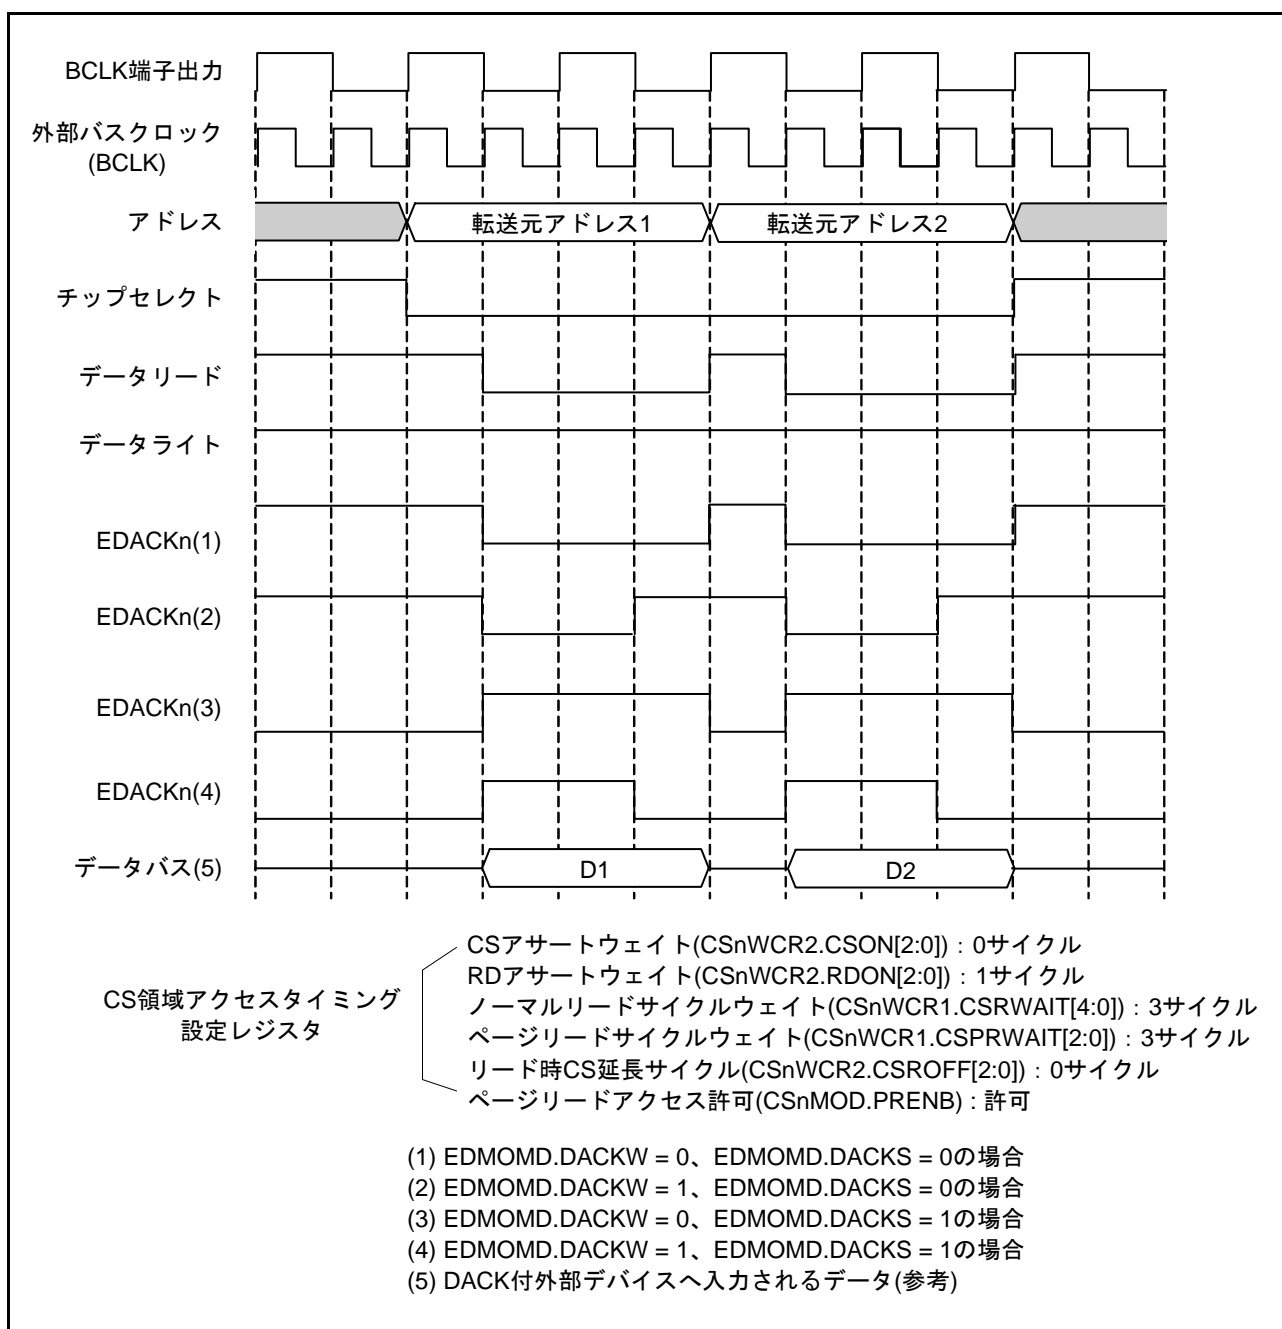 BCLK端子出力
外部バスクロック
(BCLK)
アドレス
転送元アドレス1
転送元アドレス2
チップセレクト
データリード
データライト
EDACKn(1)
EDACKn(2)
EDACKn(3)
EDACKn(4)
データバス(5)
D1
D2
CS領域アクセスタイミング
設定レジスタ
CSアサートウェイト(CSnWCR2.CSON[2:0])：0サイクル
RDアサートウェイト(CSnWCR2.RDON[2:0])：1サイクル
ノーマルリードサイクルウェイト(CSnWCR1.CSRWAIT[4:0])：3サイクル
ページリードサイクルウェイト(CSnWCR1.CSPRWAIT[2:0])：3サイクル
リード時CS延長サイクル(CSnWCR2.CSROFF[2:0])：0サイクル
ページリードアクセス許可(CSnMOD.PRENB)：許可
(1) EDMOMD.DACKW = 0、EDMOMD.DACKS = 0の場合
(2) EDMOMD.DACKW = 1、EDMOMD.DACKS = 0の場合
(3) EDMOMD.DACKW = 0、EDMOMD.DACKS = 1の場合
(4) EDMOMD.DACKW = 1、EDMOMD.DACKS = 1の場合
(5) DACK付外部デバイスへ入力されるデータ(参考)